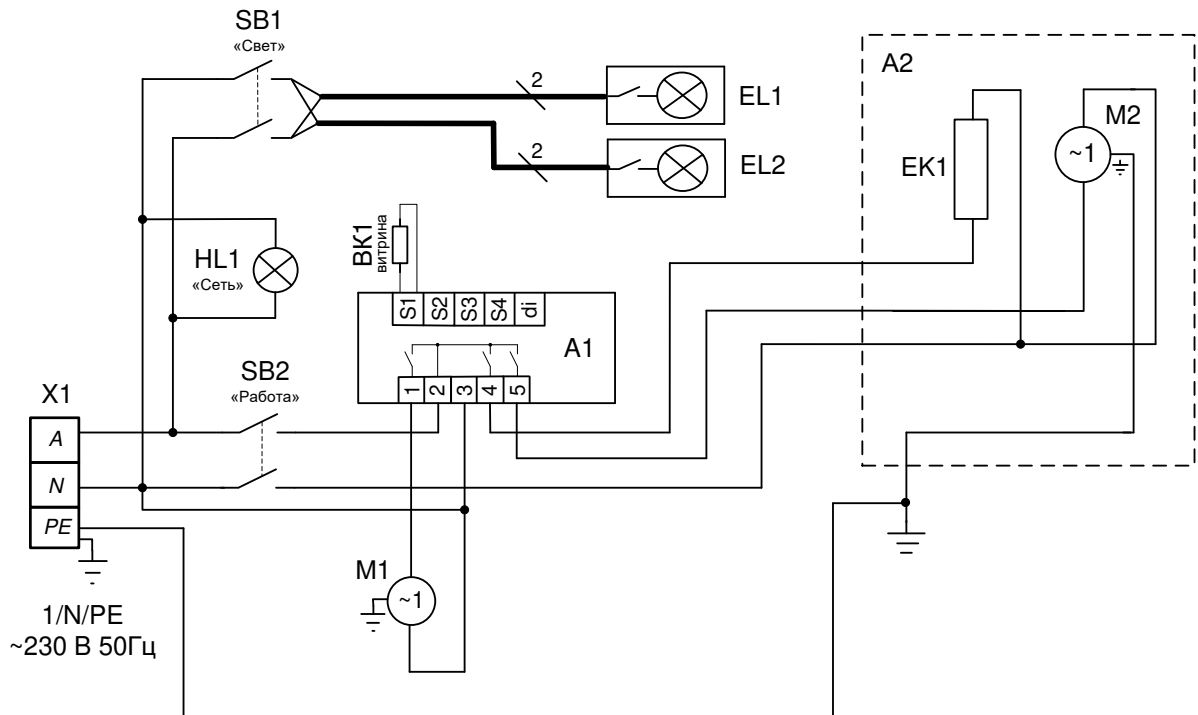 SB1
«Свет»
2
EL1
2
EL2
A2
M2
~1
EK1
HL1
«Сеть»
BK1
витрина
S1 S2 S3 S4 di
A1
1 2 3 4 5
SB2
«Работа»
X1
A
N
PE
M1
~1
1/N/PE
~230 В 50Гц